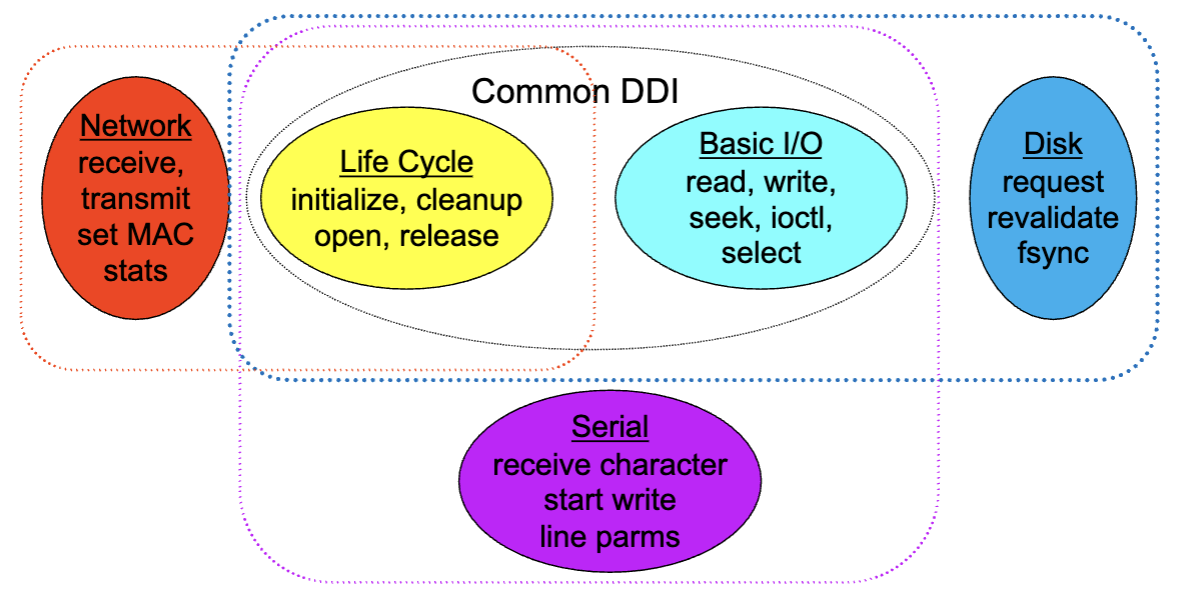 Common DDI
Network
receive,
transmit
set MAC
stats
Life Cycle
initialize, cleanup
open, release
Basic I/O
read, write,
seek, ioctl,
select
Disk
request
revalidate
fsync
Serial
receive character
start write
line parms